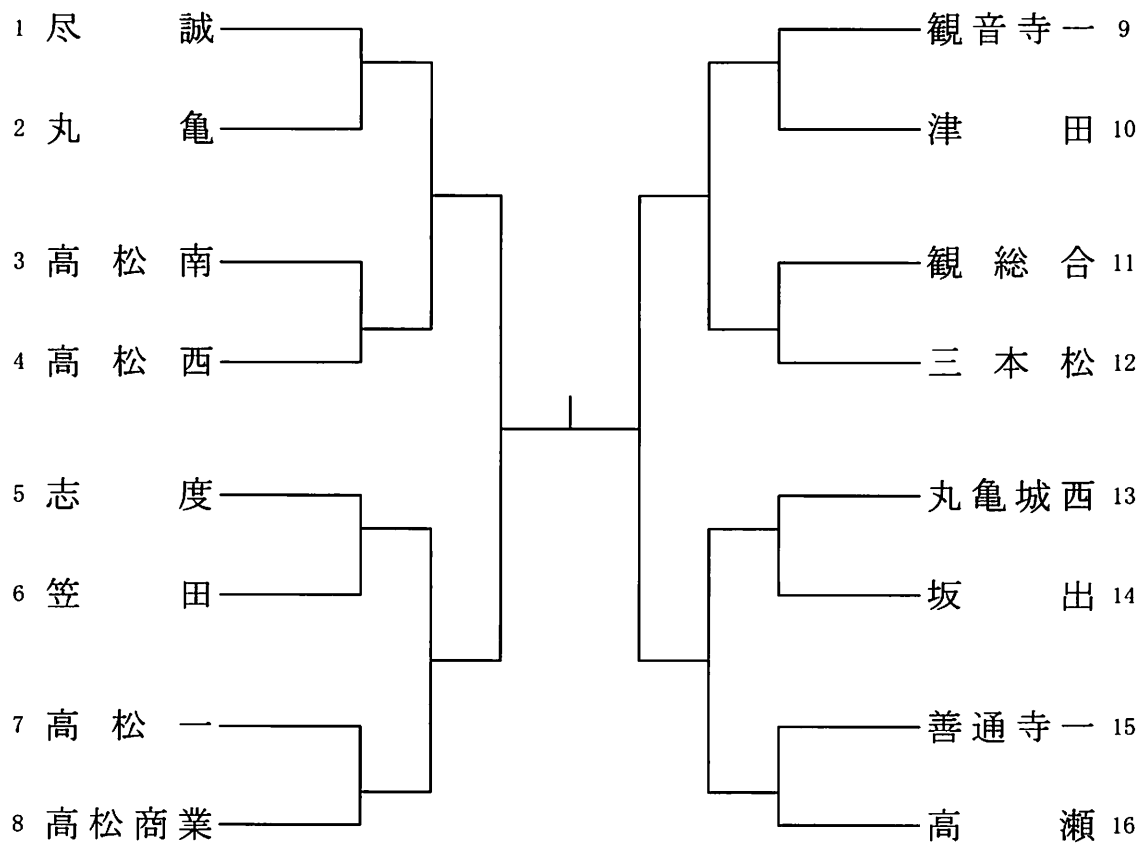 1 尽誠
2 丸亀
3 高松南
4 高松西
5 志度
6 笠田
7 高松一
8 高松商業
観音寺一 9
津田 10
観総合 11
三本松 12
丸亀城西 13
坂出 14
善通寺一 15
高瀬 16